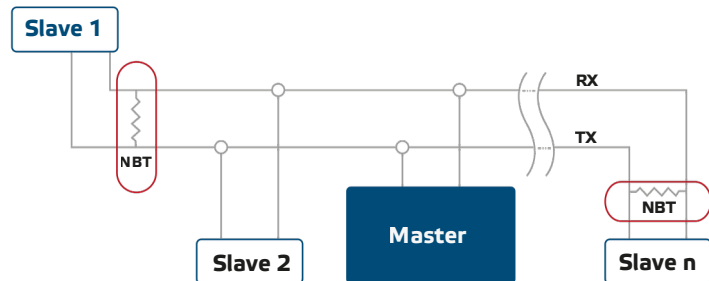 Slave 1
RX
TX
NBT
NBT
Slave 2
Master
Slave n